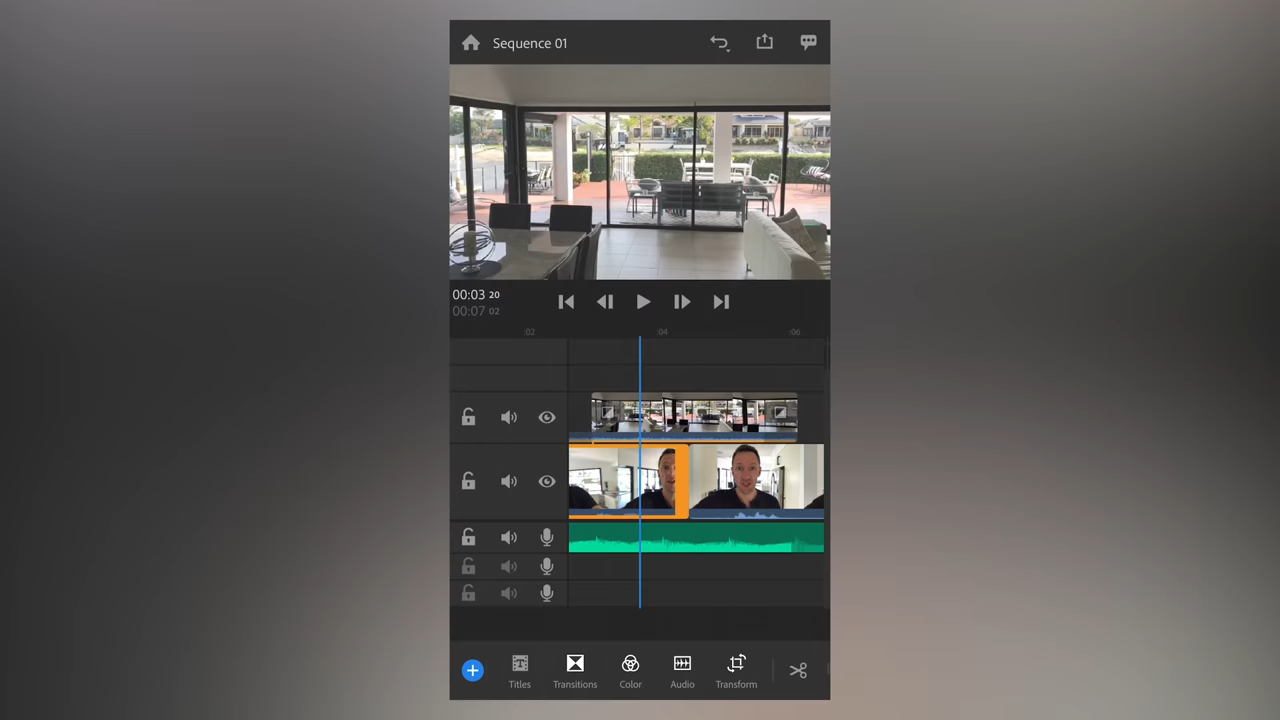 Sequence 01
00:03 20
00:07 02
:02 :04 :06
Titles Transitions Color Audio Transform